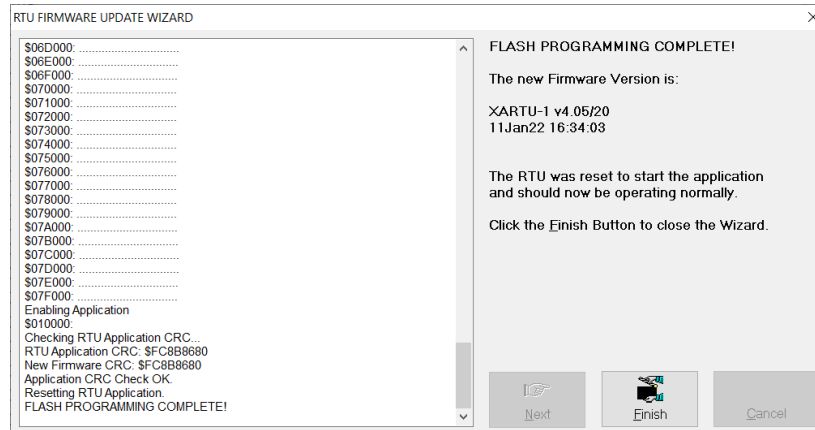 RTU FIRMWARE UPDATE WIZARD
$06D000: ................................
$06E000: ................................
$06F000: ................................
$070000: ................................
$071000: ................................
$072000: ................................
$073000: ................................
$074000: ................................
$075000: ................................
$076000: ................................
$077000: ................................
$078000: ................................
$079000: ................................
$07A000: ................................
$07B000: ................................
$07C000: ................................
$07D000: ................................
$07E000: ................................
$07F000: ................................
Enabling Application
$010000:
Checking RTU Application CRC...
RTU Application CRC: $FC8B8680
New Firmware CRC: $FC8B8680
Application CRC Check OK.
Resetting RTU Application.
FLASH PROGRAMMING COMPLETE!
FLASH PROGRAMMING COMPLETE!
The new Firmware Version is:
XARTU-1 v4.05/20
11Jan22 16:34:03
The RTU was reset to start the application
and should now be operating normally.
Click the Finish Button to close the Wizard.
Next
Finish
Cancel